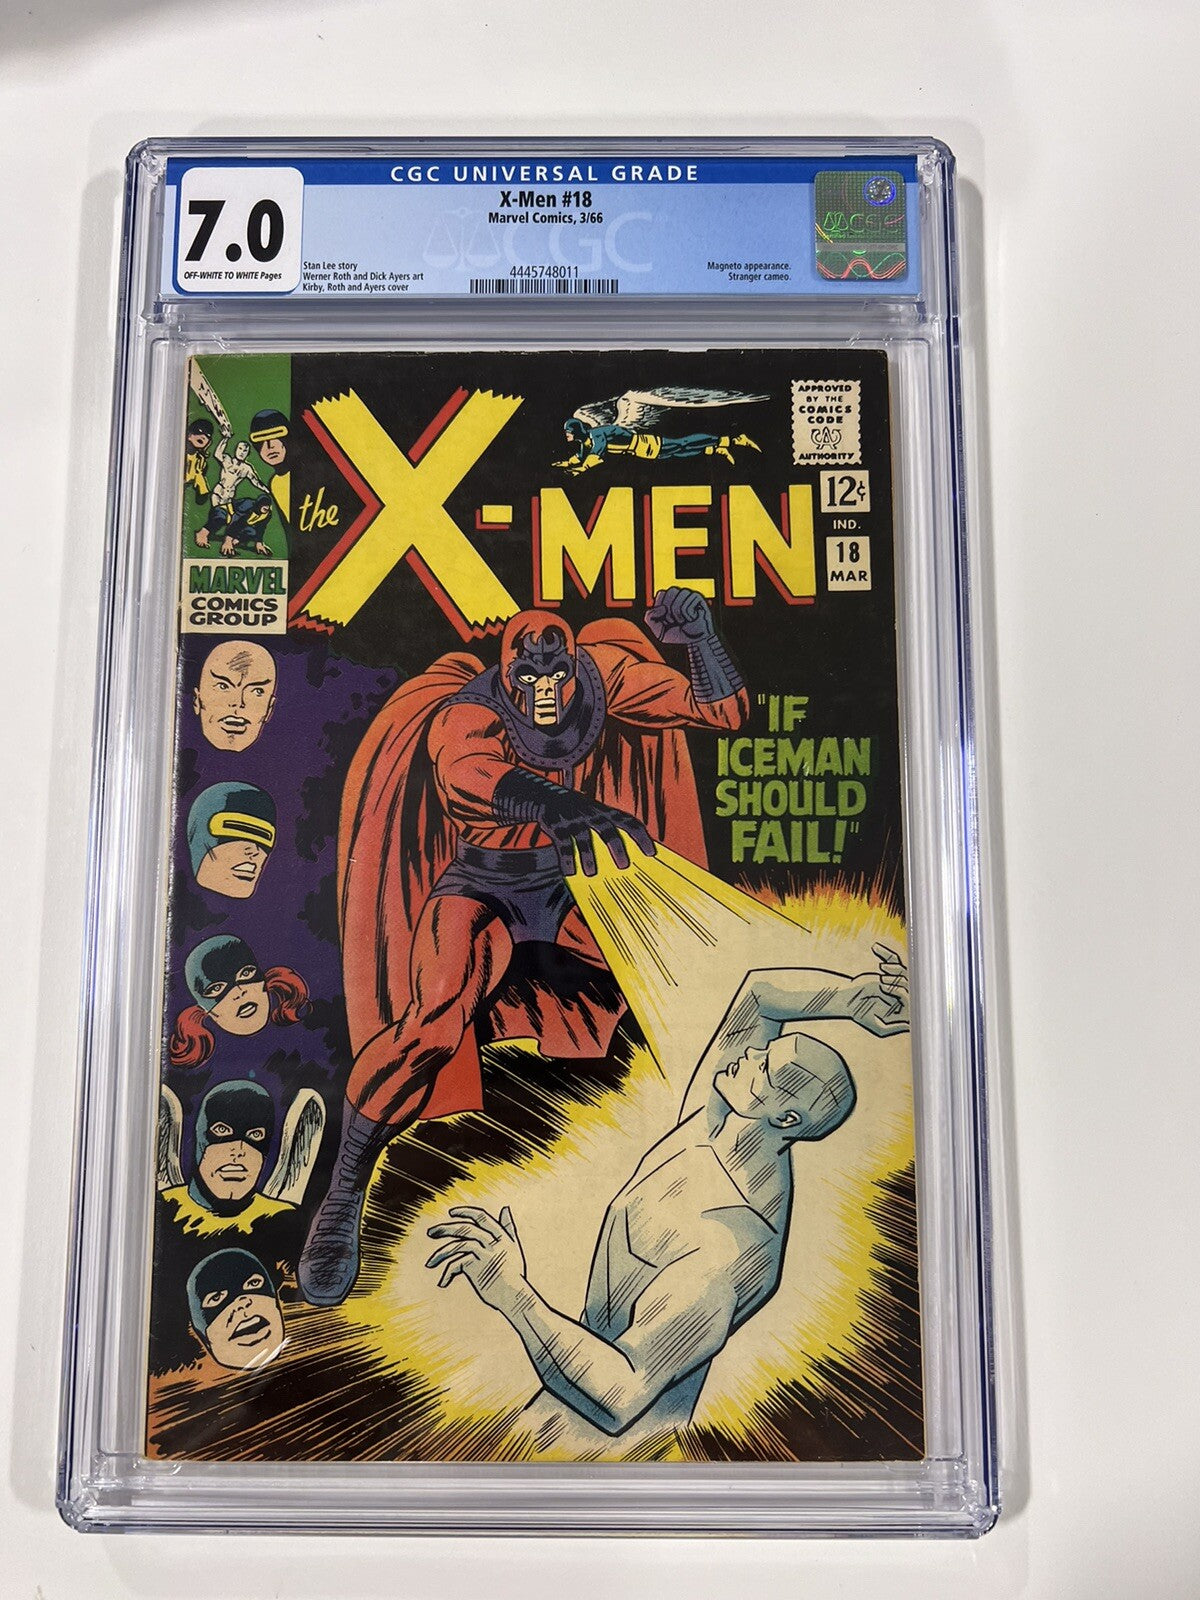 CGC UNIVERSAL GRADE
7.0
OFF-WHITE TO WHITE Pages
X-Men #18
Marvel Comics, 3/66
Stan Lee story
Werner Roth and Dick Ayers art
Kirby, Roth and Ayers cover
4445748011
Magneto appearance.
Stranger cameo.
CGC
CGC
the X-MEN
APPROVED
BY THE
COMICS
CODE
AUTHORITY
12¢
IND.
18
MAR
MARVEL
COMICS
GROUP
"IF
ICEMAN
SHOULD
FAIL!"